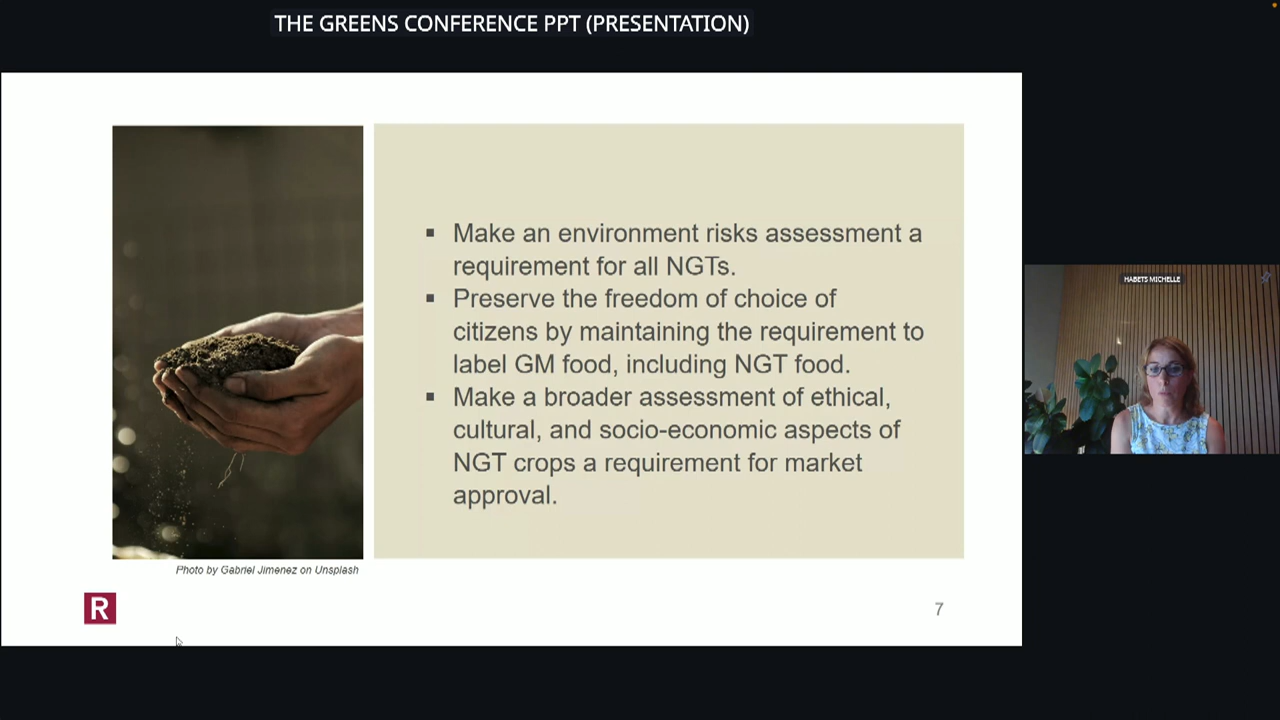 THE GREENS CONFERENCE PPT (PRESENTATION)
▪ Make an environment risks assessment a
requirement for all NGTs.
▪ Preserve the freedom of choice of
citizens by maintaining the requirement to
label GM food, including NGT food.
▪ Make a broader assessment of ethical,
cultural, and socio-economic aspects of
NGT crops a requirement for market
approval.
HABETS MICHELLE
Photo by Gabriel Jimenez on Unsplash
R
7